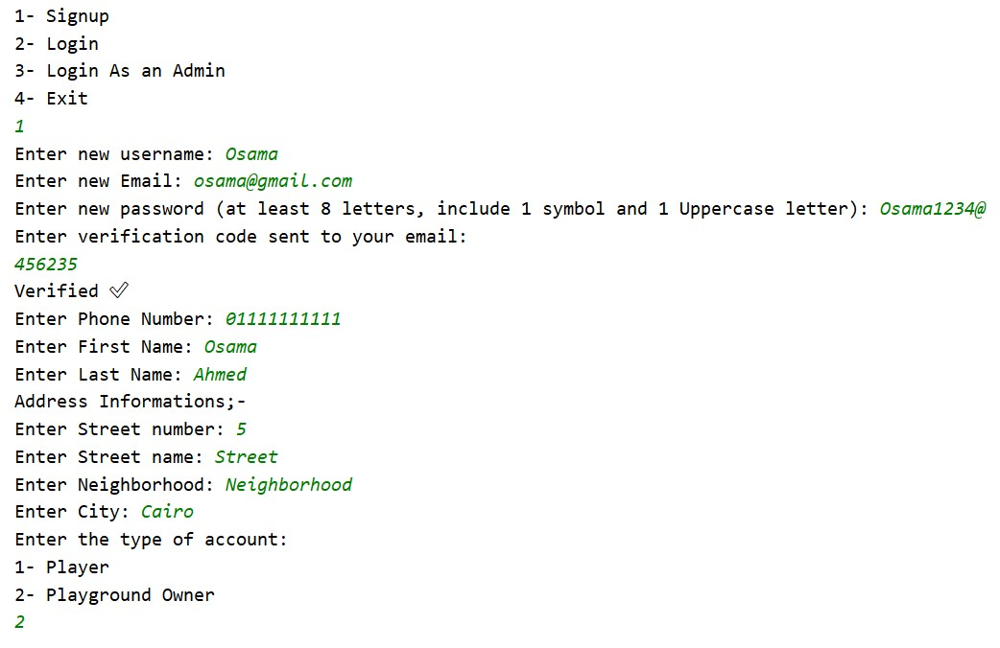 1- Signup
2- Login
3- Login As an Admin
4- Exit
1
Enter new username: Osama
Enter new Email: osama@gmail.com
Enter new password (at least 8 letters, include 1 symbol and 1 Uppercase letter): Osama1234@
Enter verification code sent to your email:
456235
Verified ✅
Enter Phone Number: 01111111111
Enter First Name: Osama
Enter Last Name: Ahmed
Address Informations;-
Enter Street number: 5
Enter Street name: Street
Enter Neighborhood: Neighborhood
Enter City: Cairo
Enter the type of account:
1- Player
2- Playground Owner
2